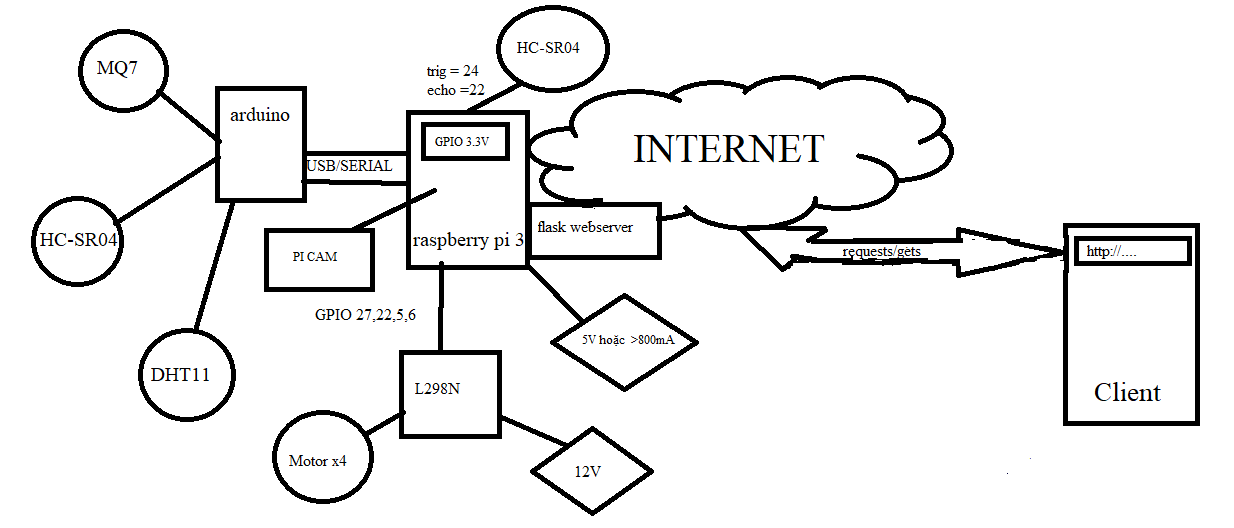 HC-SR04
MQ7
trig = 24
echo =22
arduino
GPIO 3.3V
INTERNET
USB/SERIAL
HC-SR04
raspberry pi 3
flask webserver
PI CAM
requests/gets
http://....
GPIO 27,22,5,6
5V hoặc >800mA
DHT11
L298N
Client
Motor x4
12V